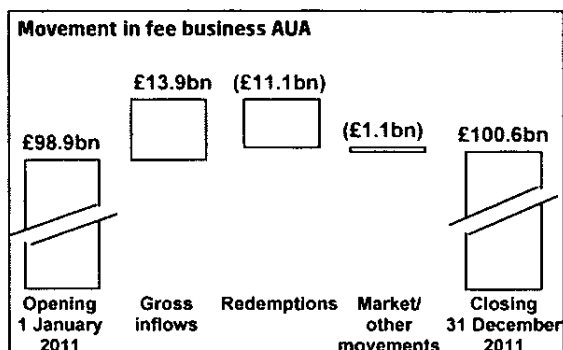 Movement in fee business AUA
£13.9bn (£11.1bn)
£98.9bn
(£1.1bn)
£100.6bn
Opening
1 January
2011
Gross
inflows
Redemptions
Market/
other
movements
Closing
31 December
2011